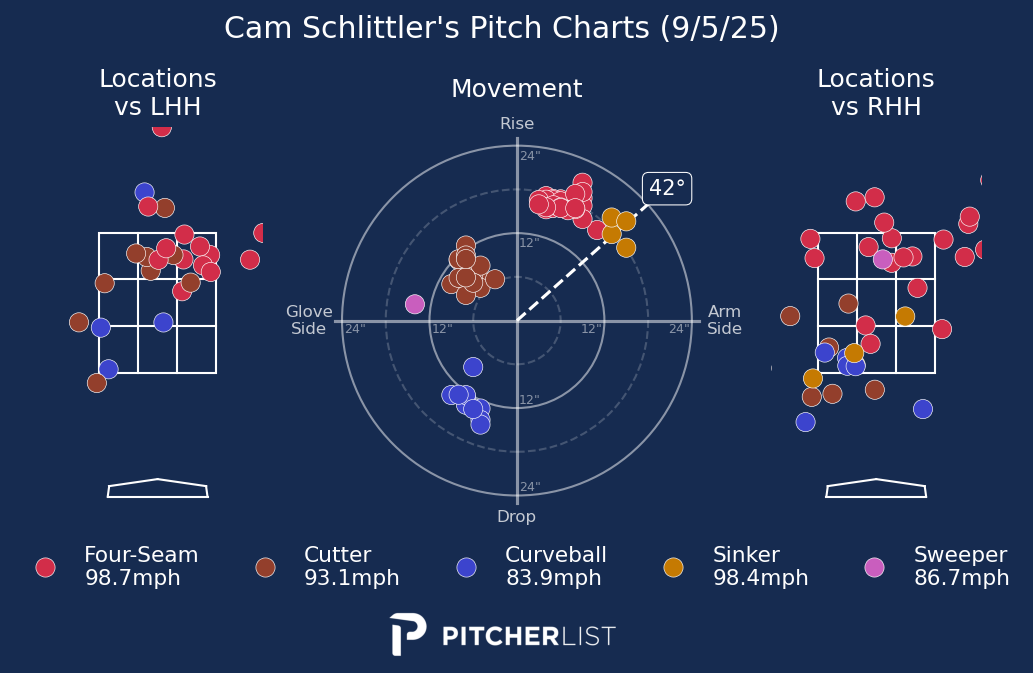 Cam Schlittler's Pitch Charts (9/5/25)
Locations
vs LHH
Movement
Locations
vs RHH
Rise
24"
42°
12"
Glove
Side
24"
12"
12"
24"
Arm
Side
12"
24"
Drop
Four-Seam
98.7mph
Cutter
93.1mph
Curveball
83.9mph
Sinker
98.4mph
Sweeper
86.7mph
PITCHERLIST